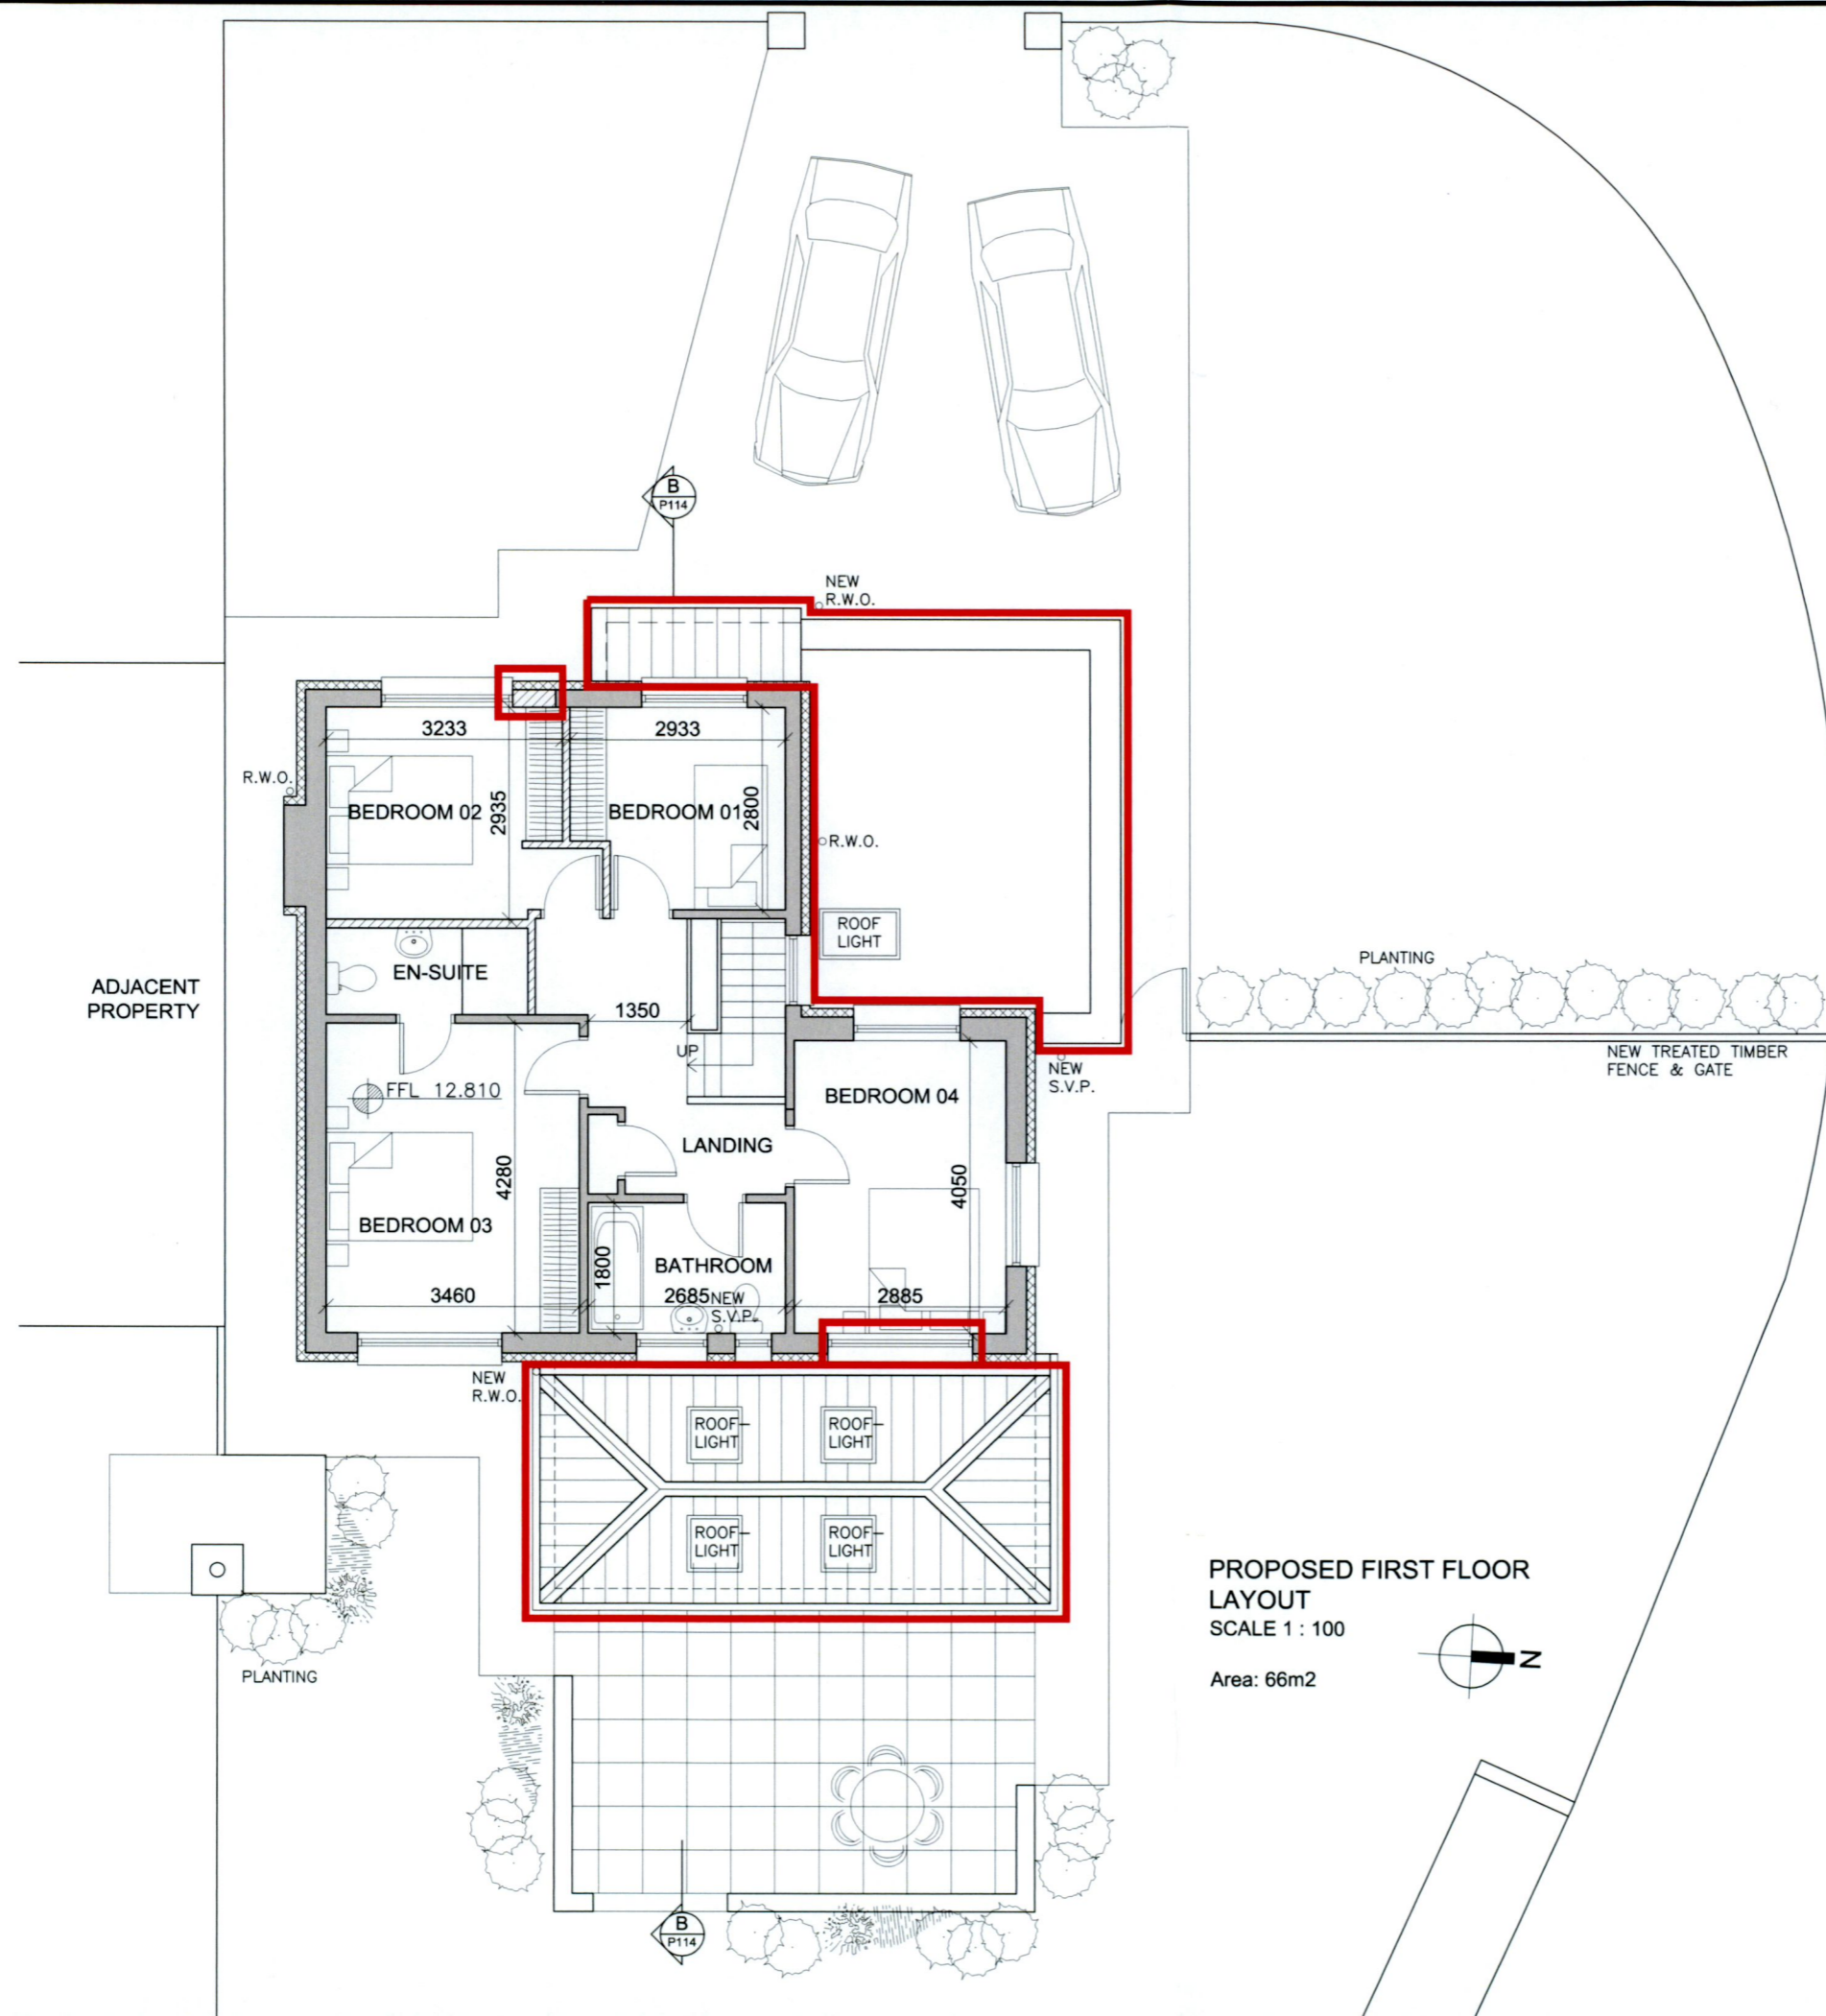 B
P114
NEW
R.W.O.
3233
2933
R.W.O.
BEDROOM 02
2935
BEDROOM 01
2800
R.W.O.
ROOF
LIGHT
PLANTING
EN-SUITE
ADJACENT
PROPERTY
1350
UP
NEW TREATED TIMBER
FENCE & GATE
NEW
S.V.P.
FFL 12.810
BEDROOM 04
LANDING
4280
4050
BEDROOM 03
1800
BATHROOM
3460
2685
NEW
S.V.P.
2885
NEW
R.W.O.
ROOF
LIGHT
ROOF
LIGHT
ROOF
LIGHT
ROOF
LIGHT
PROPOSED FIRST FLOOR
LAYOUT
SCALE 1 : 100
N
Area: 66m2
PLANTING
B
P114